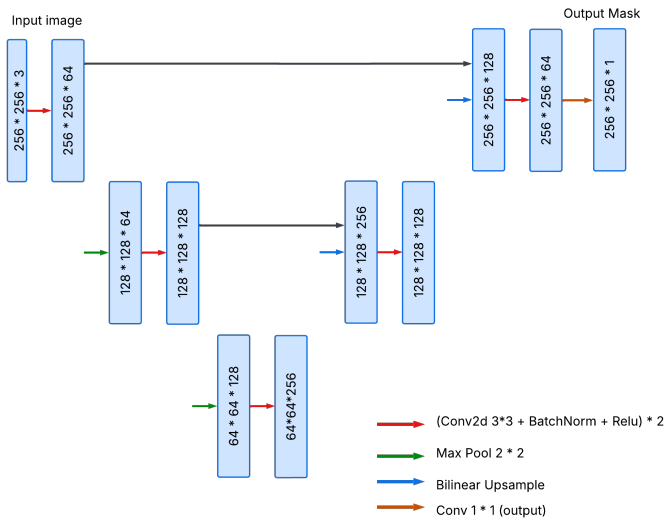 Input image
Output Mask
256 * 256 * 3
256 * 256 * 64
256 * 256 * 128
256 * 256 * 64
256 * 256 * 1
128 * 128 * 64
128 * 128 * 128
128 * 128 * 256
128 * 128 * 128
64 * 64 * 128
64*64*256
(Conv2d 3*3 + BatchNorm + Relu) * 2
Max Pool 2 * 2
Bilinear Upsample
Conv 1 * 1 (output)